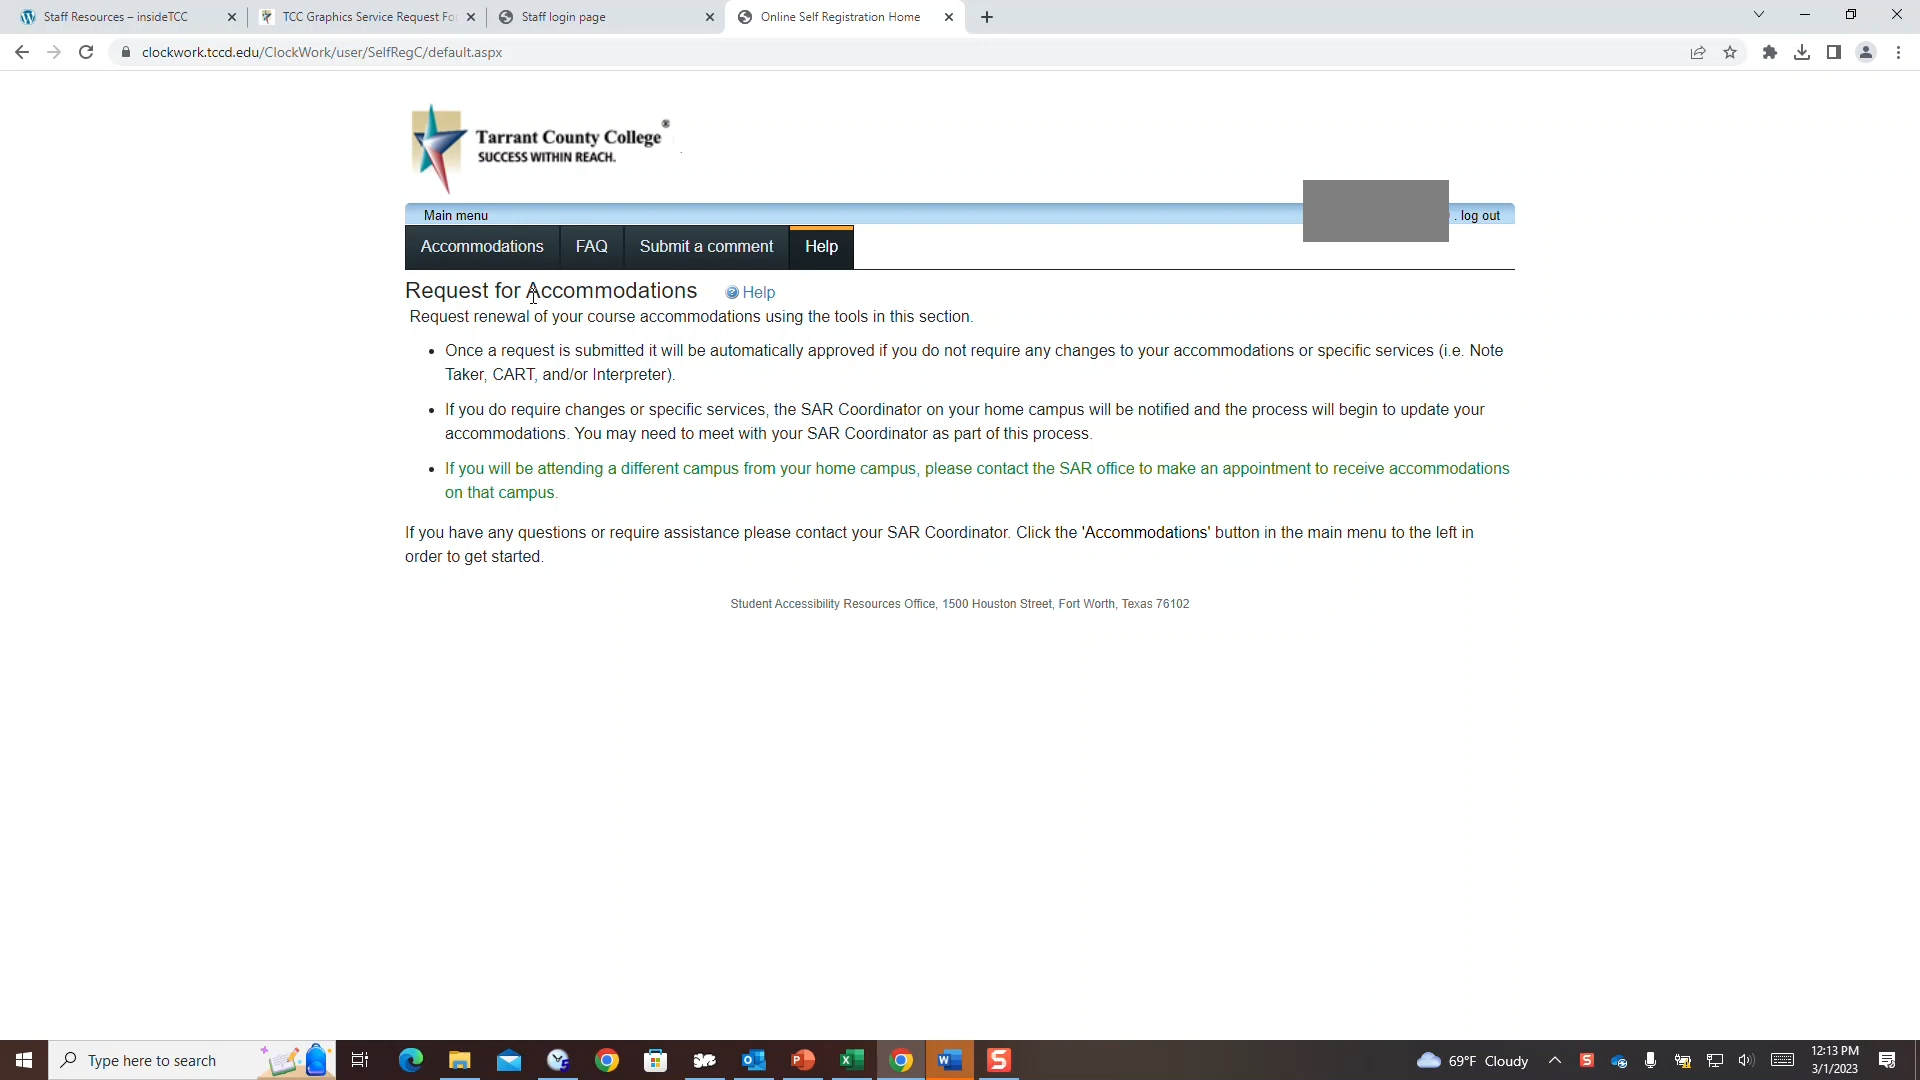 Staff Resources – insideTCC
TCC Graphics Service Request Fo
Staff login page
Online Self Registration Home
clockwork.tccd.edu/ClockWork/user/SelfRegC/default.aspx
Tarrant County College®
SUCCESS WITHIN REACH.
Main menu
. log out
Accommodations FAQ Submit a comment Help
Request for Accommodations Help
Request renewal of your course accommodations using the tools in this section.
• Once a request is submitted it will be automatically approved if you do not require any changes to your accommodations or specific services (i.e. Note
Taker, CART, and/or Interpreter).
• If you do require changes or specific services, the SAR Coordinator on your home campus will be notified and the process will begin to update your
accommodations. You may need to meet with your SAR Coordinator as part of this process.
• If you will be attending a different campus from your home campus, please contact the SAR office to make an appointment to receive accommodations
on that campus.
If you have any questions or require assistance please contact your SAR Coordinator. Click the 'Accommodations' button in the main menu to the left in
order to get started.
Student Accessibility Resources Office, 1500 Houston Street, Fort Worth, Texas 76102
Type here to search
69°F Cloudy
12:13 PM
3/1/2023